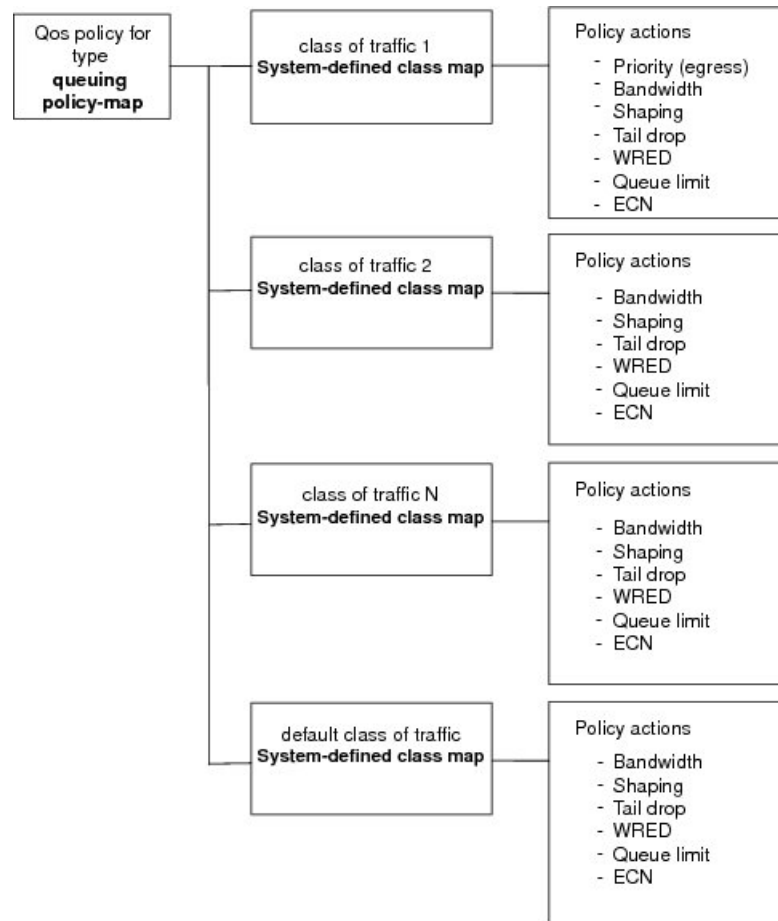 Qos policy for
type
queuing
policy-map
class of traffic 1
System-defined class map
Policy actions
- Priority (egress)
- Bandwidth
- Shaping
- Tail drop
- WRED
- Queue limit
- ECN
class of traffic 2
System-defined class map
Policy actions
- Bandwidth
- Shaping
- Tail drop
- WRED
- Queue limit
- ECN
class of traffic N
System-defined class map
Policy actions
- Bandwidth
- Shaping
- Tail drop
- WRED
- Queue limit
- ECN
default class of traffic
System-defined class map
Policy actions
- Bandwidth
- Shaping
- Tail drop
- WRED
- Queue limit
- ECN